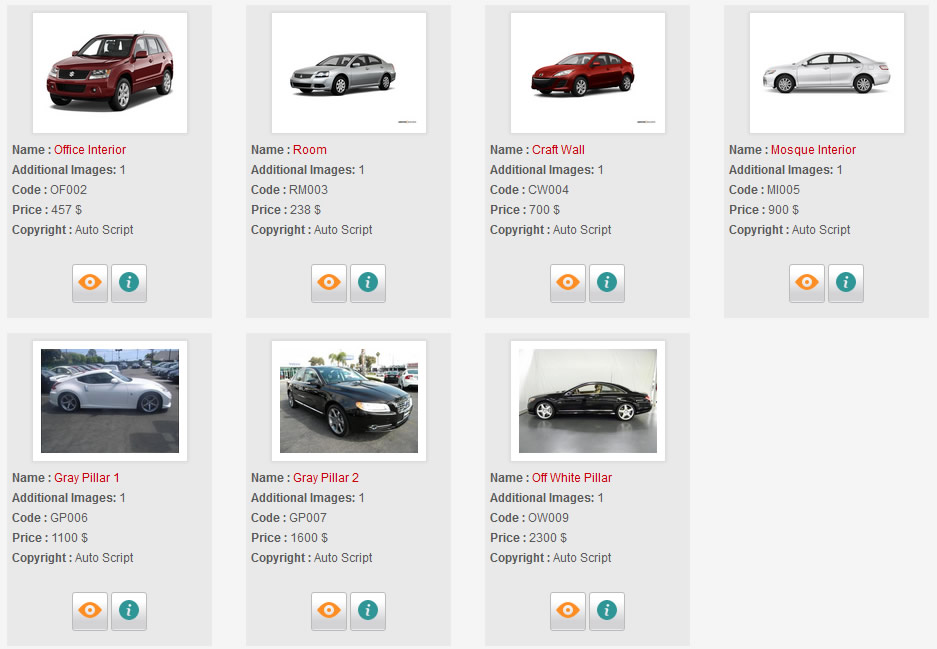 Name : Office Interior
Additional Images: 1
Code : OF002
Price : 457 $
Copyright : Auto Script
Name : Room
Additional Images: 1
Code : RM003
Price : 238 $
Copyright : Auto Script
Name : Craft Wall
Additional Images: 1
Code : CW004
Price : 700 $
Copyright : Auto Script
Name : Mosque Interior
Additional Images: 1
Code : MI005
Price : 900 $
Copyright : Auto Script
Name : Gray Pillar 1
Additional Images: 1
Code : GP006
Price : 1100 $
Copyright : Auto Script
Name : Gray Pillar 2
Additional Images: 1
Code : GP007
Price : 1600 $
Copyright : Auto Script
Name : Off White Pillar
Additional Images: 1
Code : OW009
Price : 2300 $
Copyright : Auto Script